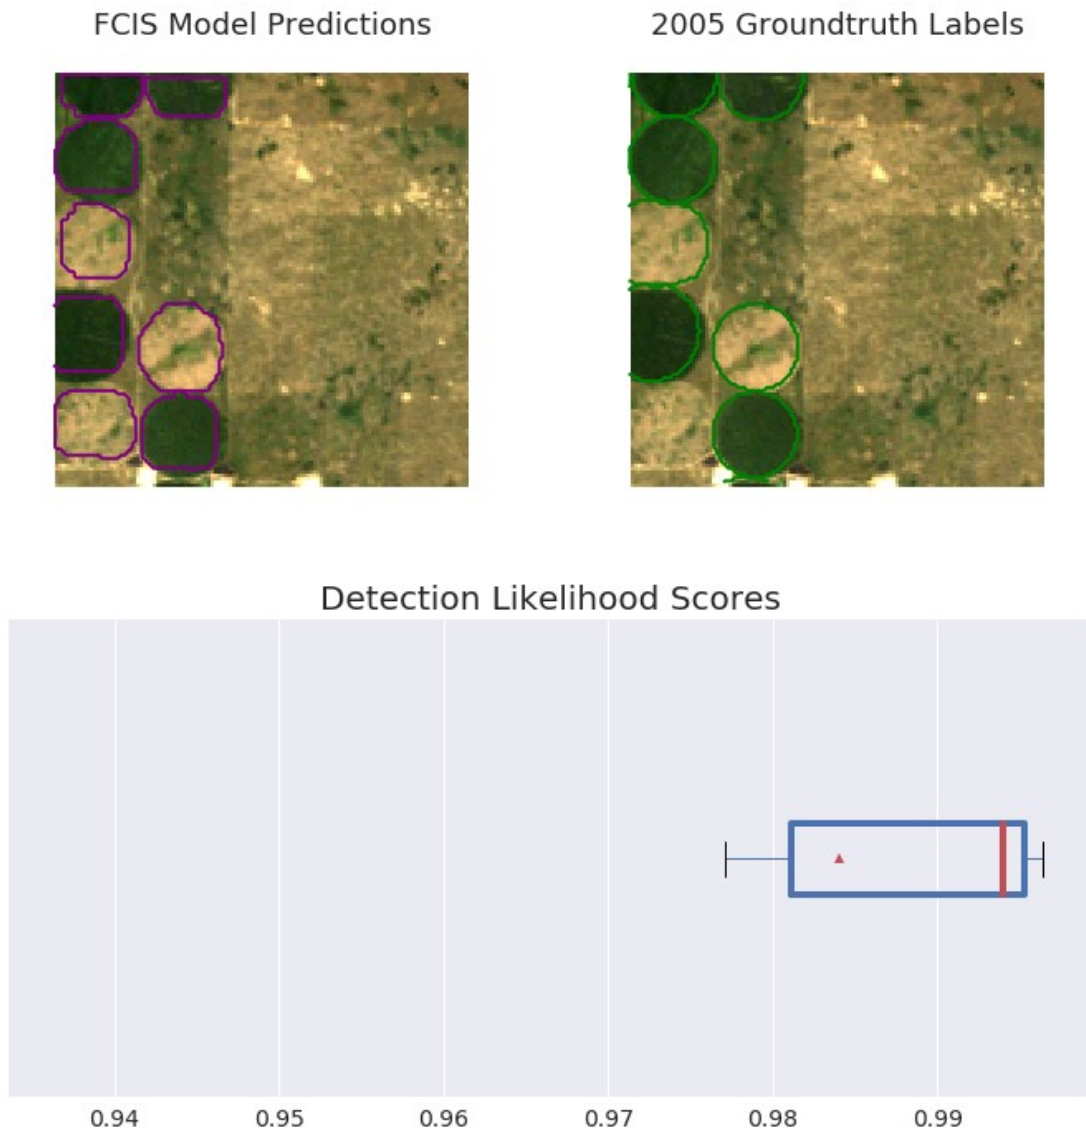 FCIS Model Predictions
2005 Groundtruth Labels
Detection Likelihood Scores
0.94 0.95 0.96 0.97 0.98 0.99